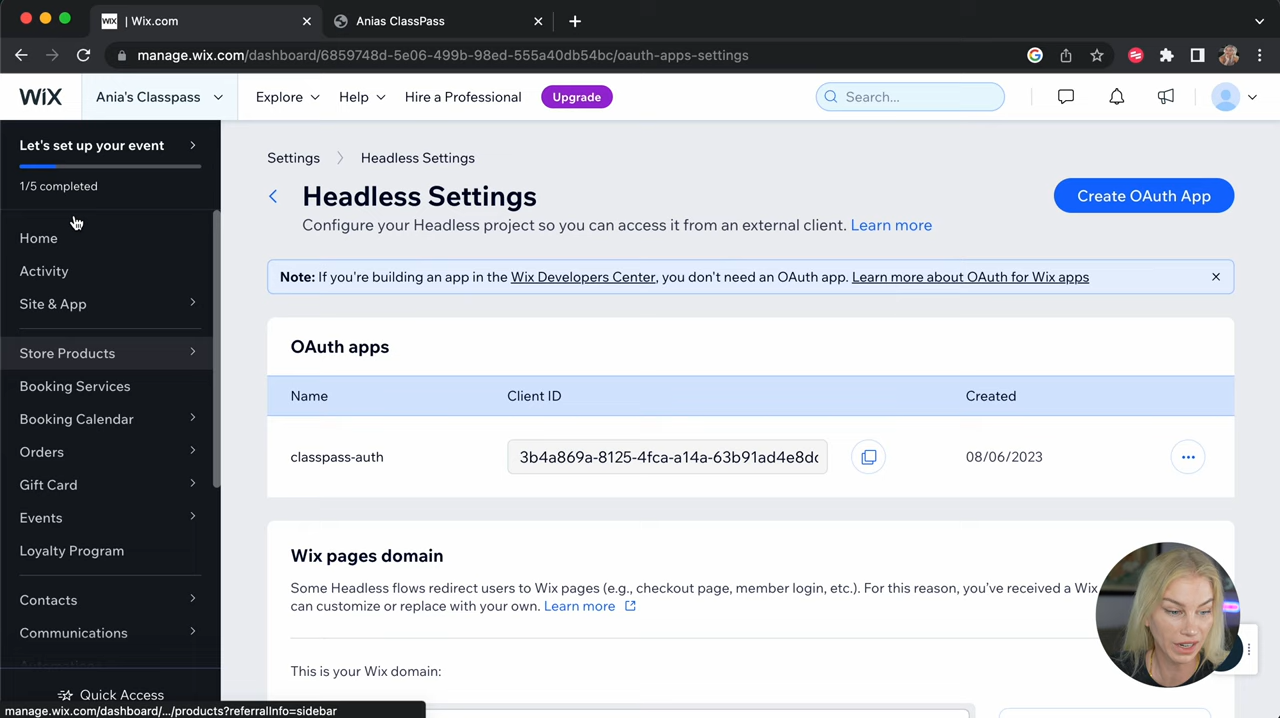 WiX | Wix.com
Anias ClassPass
manage.wix.com/dashboard/6859748d-5e06-499b-98ed-555a40db54bc/oauth-apps-settings
WiX
Ania's Classpass
Explore
Help
Hire a Professional
Upgrade
Search...
Let's set up your event
1/5 completed
Home
Activity
Site & App
Store Products
Booking Services
Booking Calendar
Orders
Gift Card
Events
Loyalty Program
Contacts
Communications
Automations
Quick Access
manage.wix.com/dashboard/.../products?referralInfo=sidebar
Settings
Headless Settings
Headless Settings
Create OAuth App
Configure your Headless project so you can access it from an external client. Learn more
Note: If you're building an app in the Wix Developers Center, you don't need an OAuth app. Learn more about OAuth for Wix apps
OAuth apps
Name Client ID Created
classpass-auth 3b4a869a-8125-4fca-a14a-63b91ad4e8dc 08/06/2023
Wix pages domain
Some Headless flows redirect users to Wix pages (e.g., checkout page, member login, etc.). For this reason, you've received a Wix
can customize or replace with your own. Learn more
This is your Wix domain: